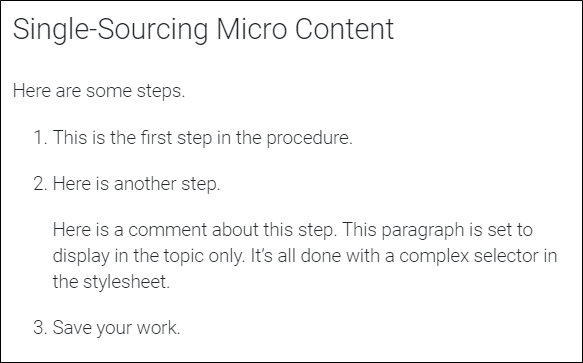 Single-Sourcing Micro Content
Here are some steps.
1. This is the first step in the procedure.
2. Here is another step.
Here is a comment about this step. This paragraph is set to
display in the topic only. It’s all done with a complex selector in
the stylesheet.
3. Save your work.